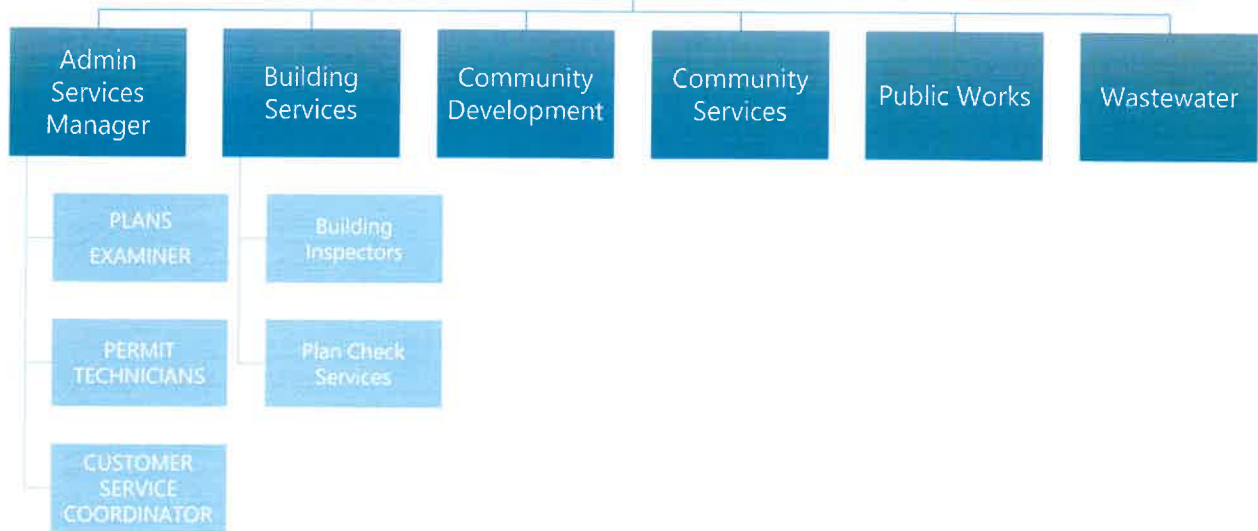 Admin
Services
Manager
Building
Services
Community
Development
Community
Services
Public Works
Wastewater
PLANS
EXAMINER
Building
Inspectors
PERMIT
TECHNICIANS
Plan Check
Services
CUSTOMER
SERVICE
COORDINATOR